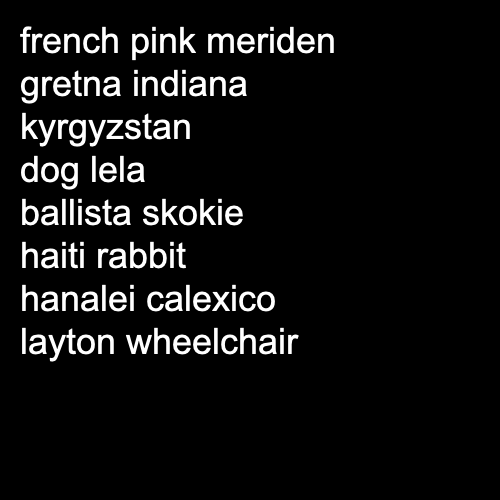 french pink meriden
gretna indiana
kyrgyzstan
dog lela
ballista skokie
haiti rabbit
hanalei calexico
layton wheelchair